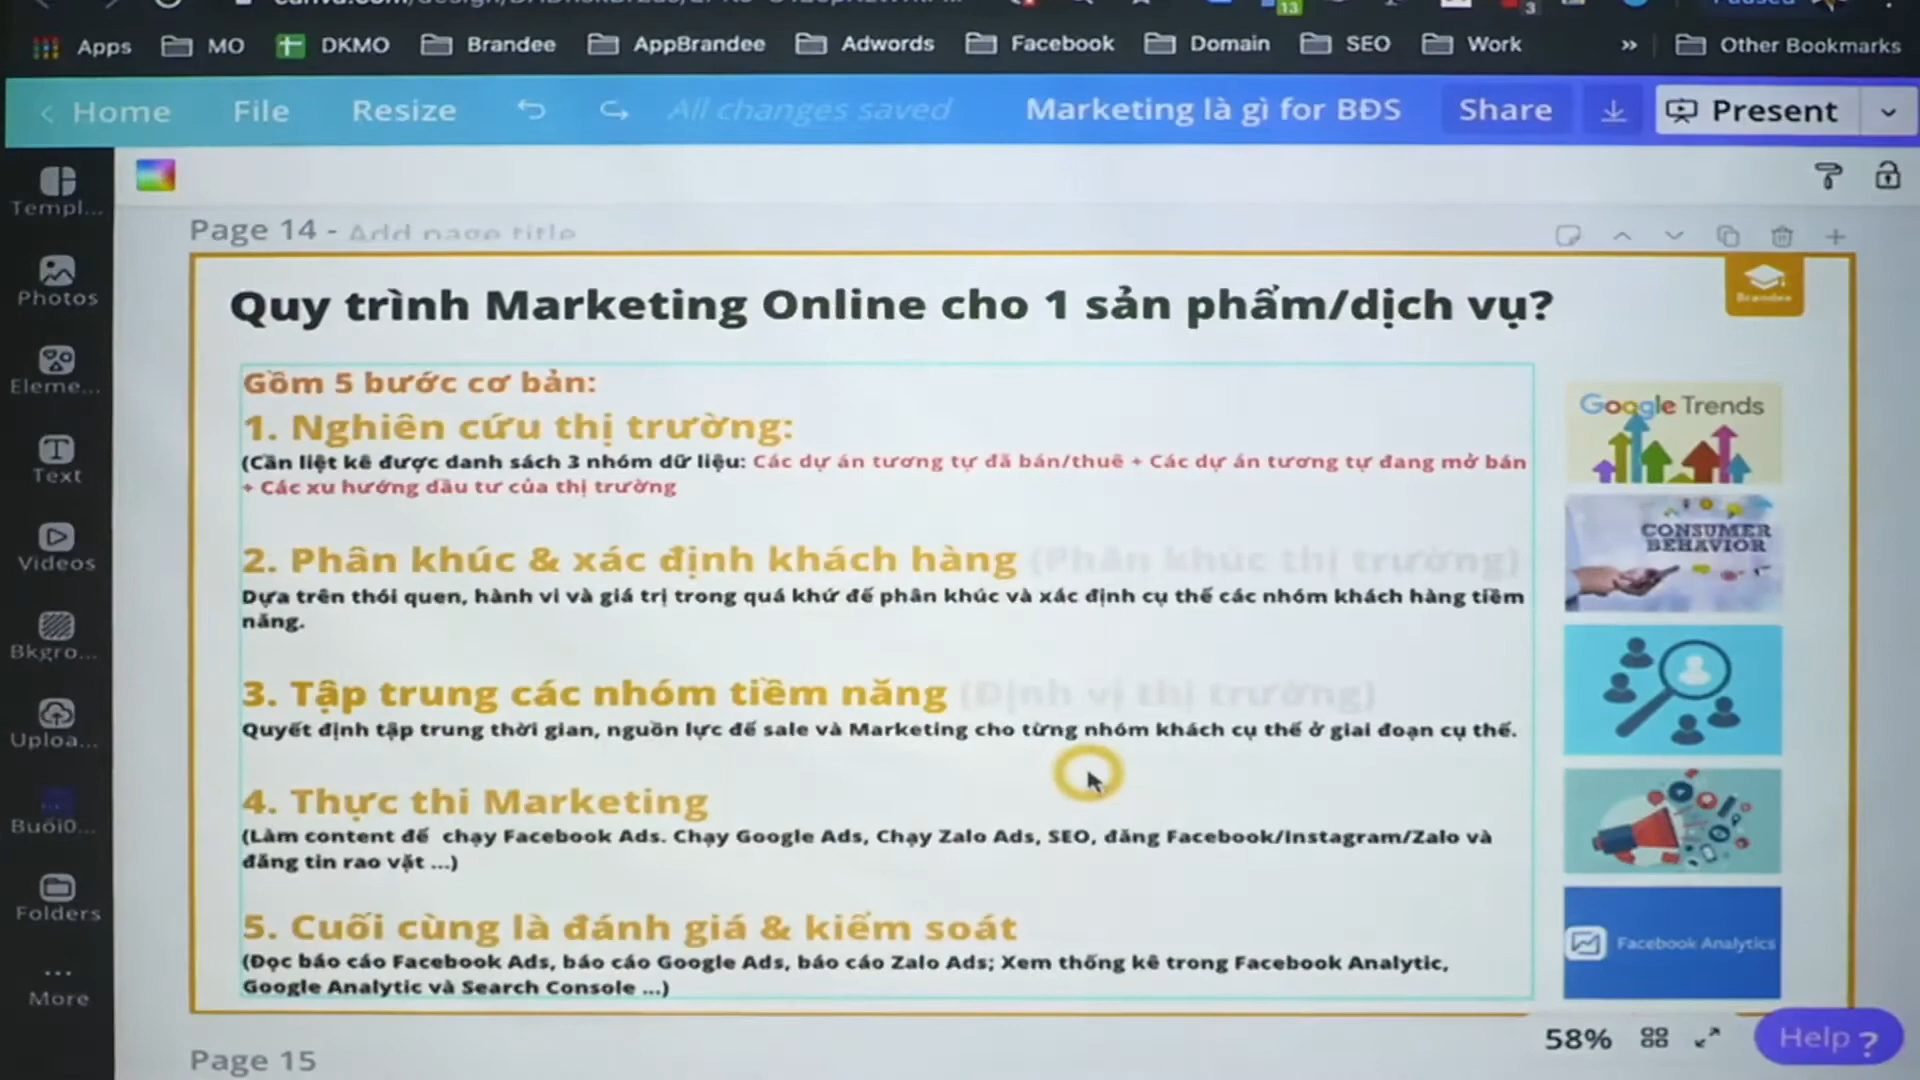 Apps MO DKMO Brandee AppBrandee Adwords Facebook Domain SEO Work » Other Bookmarks
Home File Resize All changes saved Marketing là gì for BĐS Share Present
Templ...
Photos
Eleme...
Text
Videos
Bkgro...
Uploa...
Buổi0...
Folders
More
Page 14 - Add page title
Quy trình Marketing Online cho 1 sản phẩm/dịch vụ?
Brandee
Gồm 5 bước cơ bản:
1. Nghiên cứu thị trường:
(Cần liệt kê được danh sách 3 nhóm dữ liệu: Các dự án tương tự đã bán/thuê + Các dự án tương tự đang mở bán
+ Các xu hướng đầu tư của thị trường
2. Phân khúc & xác định khách hàng (Phân khúc thị trường)
Dựa trên thói quen, hành vi và giá trị trong quá khứ để phân khúc và xác định cụ thể các nhóm khách hàng tiềm
năng.
3. Tập trung các nhóm tiềm năng (Định vị thị trường)
Quyết định tập trung thời gian, nguồn lực để sale và Marketing cho từng nhóm khách cụ thể ở giai đoạn cụ thể.
4. Thực thi Marketing
(Làm content để chạy Facebook Ads. Chạy Google Ads, Chạy Zalo Ads, SEO, đăng Facebook/Instagram/Zalo và
đăng tin rao vặt ...)
5. Cuối cùng là đánh giá & kiểm soát
(Đọc báo cáo Facebook Ads, báo cáo Google Ads, báo cáo Zalo Ads; Xem thống kê trong Facebook Analytic,
Google Analytic và Search Console ...)
Google Trends
CONSUMER
BEHAVIOR
Facebook Analytics
58%
Help ?
Page 15